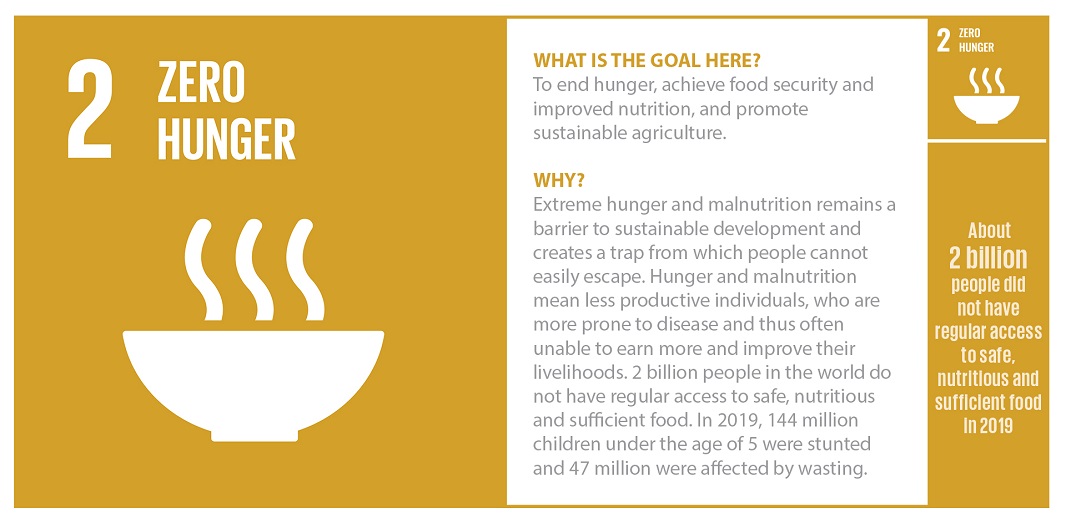 2
ZERO
HUNGER
WHAT IS THE GOAL HERE?
To end hunger, achieve food security and
improved nutrition, and promote
sustainable agriculture.
WHY?
Extreme hunger and malnutrition remains a
barrier to sustainable development and
creates a trap from which people cannot
easily escape. Hunger and malnutrition
mean less productive individuals, who are
more prone to disease and thus often
unable to earn more and improve their
livelihoods. 2 billion people in the world do
not have regular access to safe, nutritious
and sufficient food. In 2019, 144 million
children under the age of 5 were stunted
and 47 million were affected by wasting.
2
ZERO
HUNGER
About
2 billion
people did
not have
regular access
to safe,
nutritious and
sufficient food
in 2019